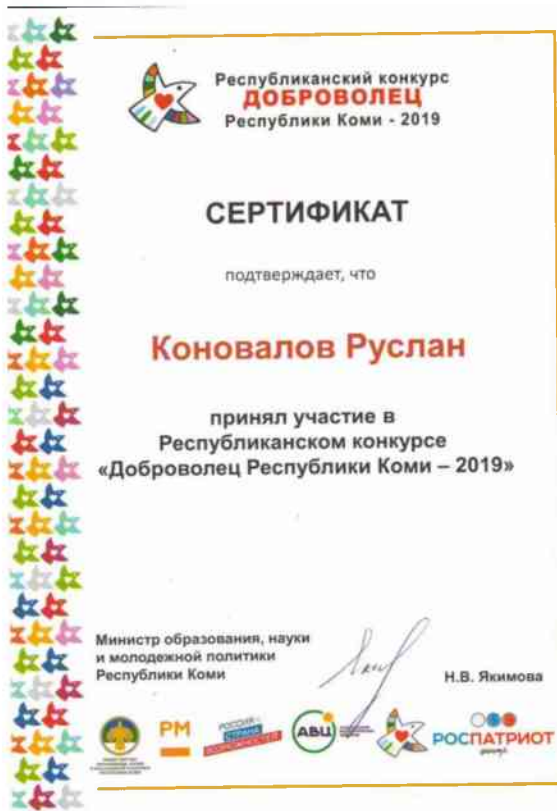 Республиканский конкурс
ДОБРОВОЛЕЦ
Республики Коми - 2019
СЕРТИФИКАТ
подтверждает, что
Коновалов Руслан
принял участие в
Республиканском конкурсе
«Доброволец Республики Коми – 2019»
Министр образования, науки
и молодежной политики
Республики Коми
Н.В. Якимова
РМ
РОССИЯ –
СТРАНА
ВОЗМОЖНОСТЕЙ
АВЦ
РОСПАТРИОТ
центр